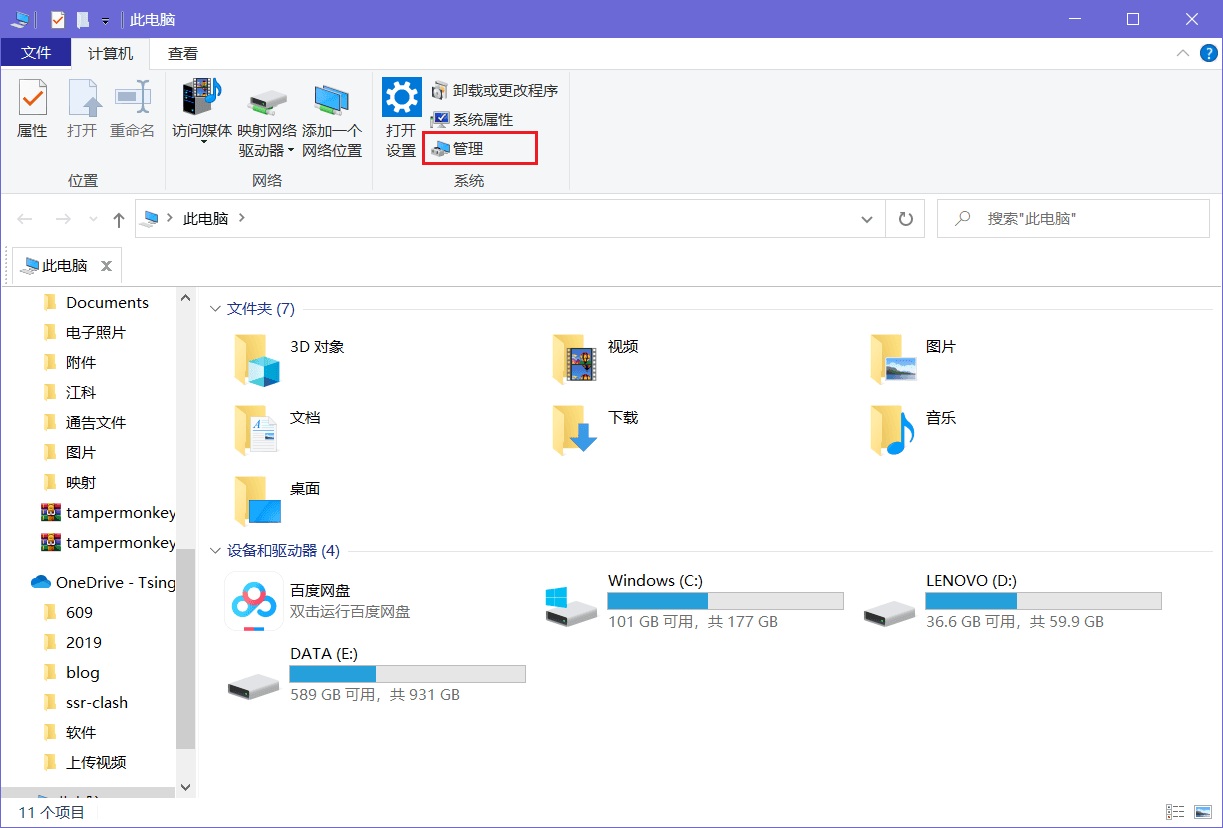 此电脑
文件
计算机
查看
属性
打开
重命名
访问媒体
映射网络
驱动器
添加一个
网络位置
打开
设置
卸载或更改程序
系统属性
管理
位置
网络
系统
此电脑
搜索"此电脑"
此电脑
Documents
电子照片
附件
江科
通告文件
图片
映射
tampermonkey
tampermonkey
OneDrive - Tsing
609
2019
blog
ssr-clash
软件
上传视频
文件夹 (7)
3D 对象
视频
图片
文档
下载
音乐
桌面
设备和驱动器 (4)
百度网盘
双击运行百度网盘
Windows (C:)
101 GB 可用，共 177 GB
LENOVO (D:)
36.6 GB 可用，共 59.9 GB
DATA (E:)
589 GB 可用，共 931 GB
11 个项目